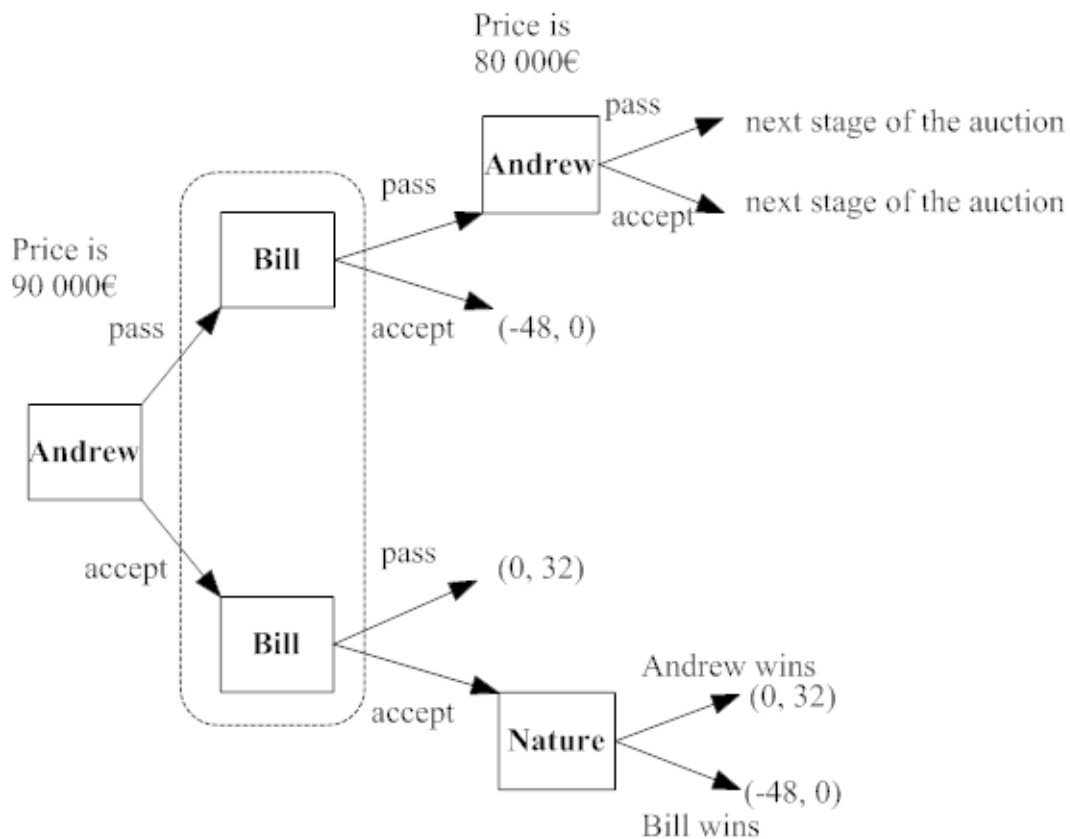 Price is
80 000€
pass
next stage of the auction
Andrew
pass
accept
next stage of the auction
Price is
90 000€
Bill
pass
accept
(-48, 0)
Andrew
accept
pass
(0, 32)
Bill
accept
Andrew wins
(0, 32)
Nature
(-48, 0)
Bill wins